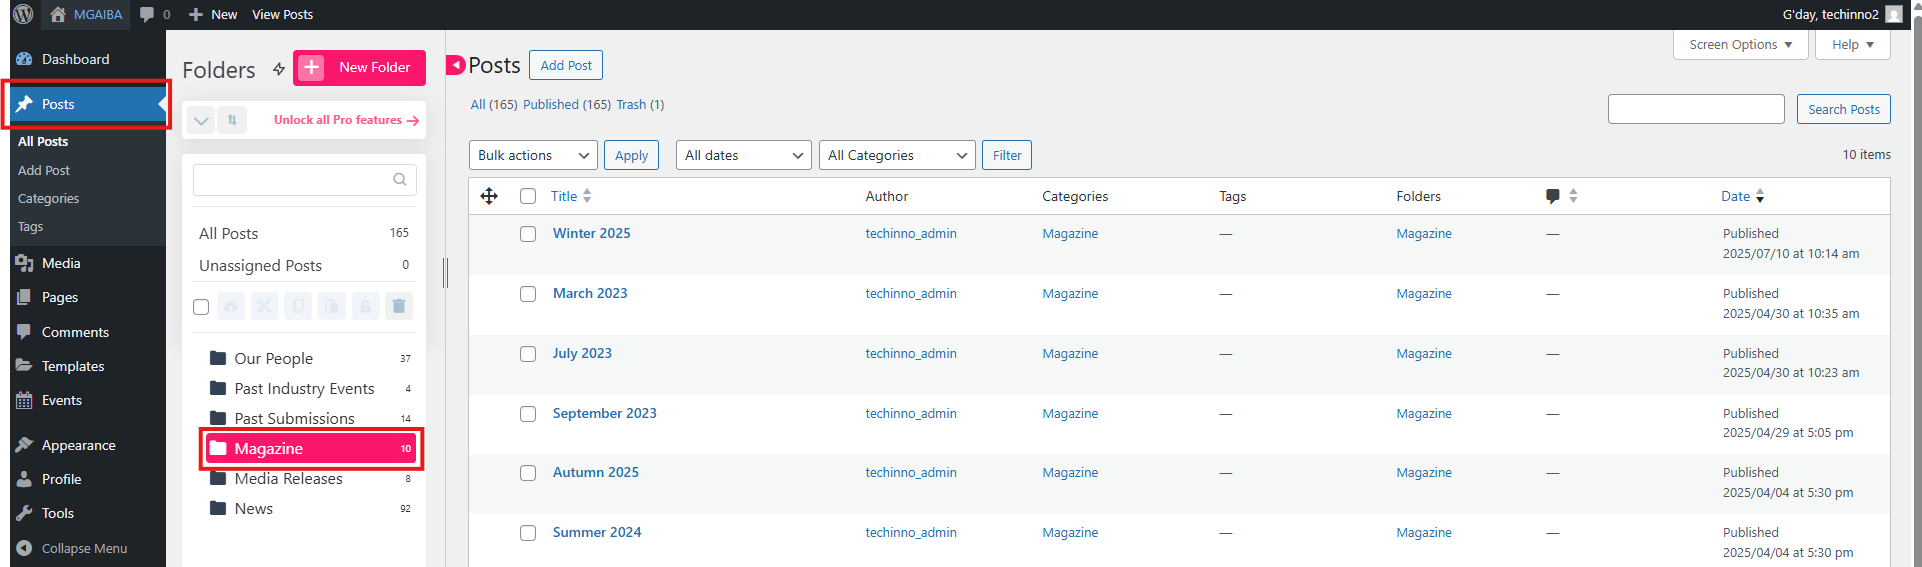 MGAIBA 0 New View Posts G'day, techinno2
Dashboard
Posts
All Posts
Add Post
Categories
Tags
Media
Pages
Comments
Templates
Events
Appearance
Profile
Tools
Collapse Menu
Folders New Folder
Unlock all Pro features →
All Posts 165
Unassigned Posts 0
Our People 37
Past Industry Events 4
Past Submissions 14
Magazine 10
Media Releases 8
News 92
Screen Options Help
Posts Add Post
All (165) Published (165) Trash (1)
Search Posts
Bulk actions Apply All dates All Categories Filter 10 items
Title Author Categories Tags Folders Date
Winter 2025 techinno_admin Magazine — Magazine — Published
2025/07/10 at 10:14 am
March 2023 techinno_admin Magazine — Magazine — Published
2025/04/30 at 10:35 am
July 2023 techinno_admin Magazine — Magazine — Published
2025/04/30 at 10:23 am
September 2023 techinno_admin Magazine — Magazine — Published
2025/04/29 at 5:05 pm
Autumn 2025 techinno_admin Magazine — Magazine — Published
2025/04/04 at 5:30 pm
Summer 2024 techinno_admin Magazine — Magazine — Published
2025/04/04 at 5:30 pm